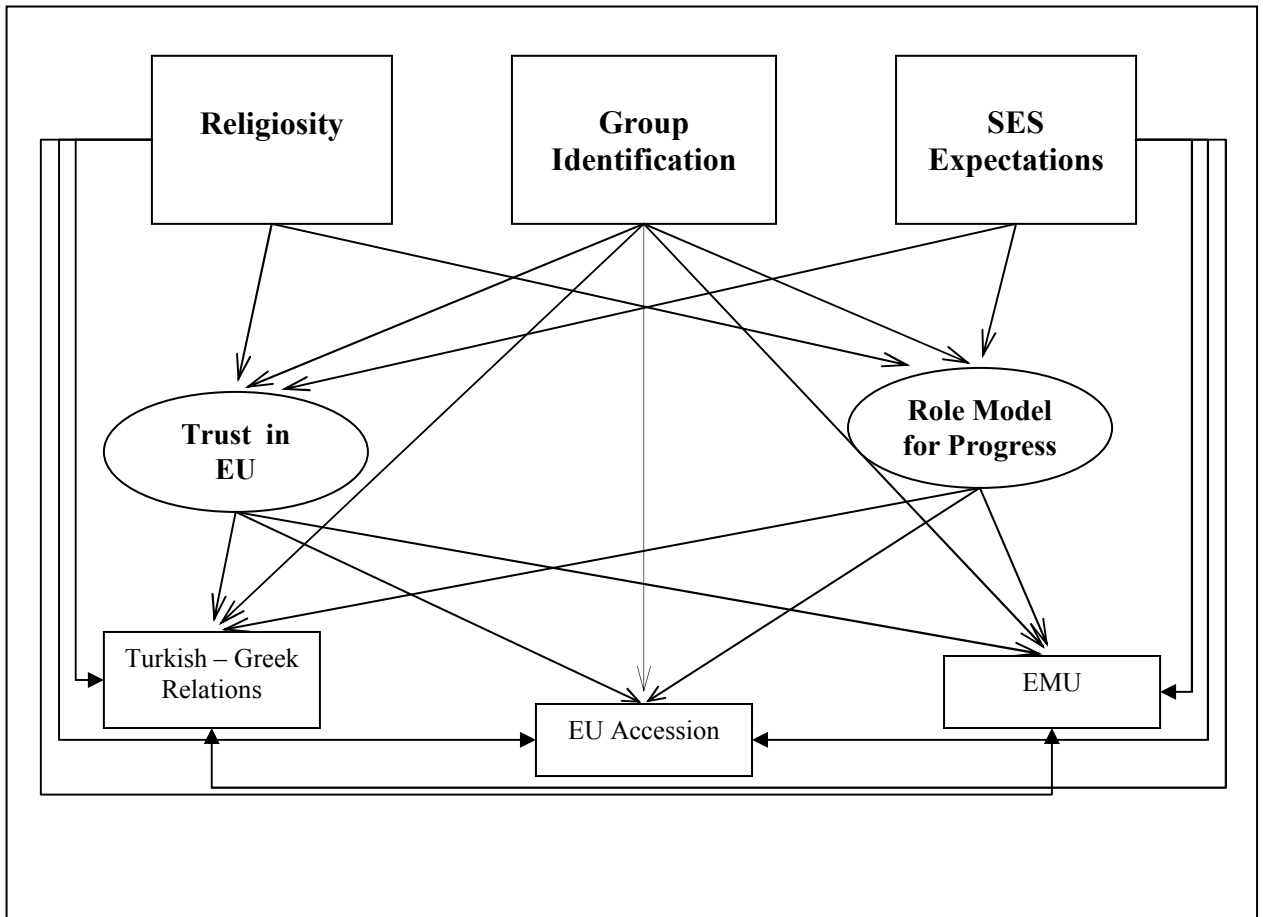 Religiosity
Group
Identification
SES
Expectations
Trust in
EU
Role Model
for Progress
Turkish – Greek
Relations
EU Accession
EMU